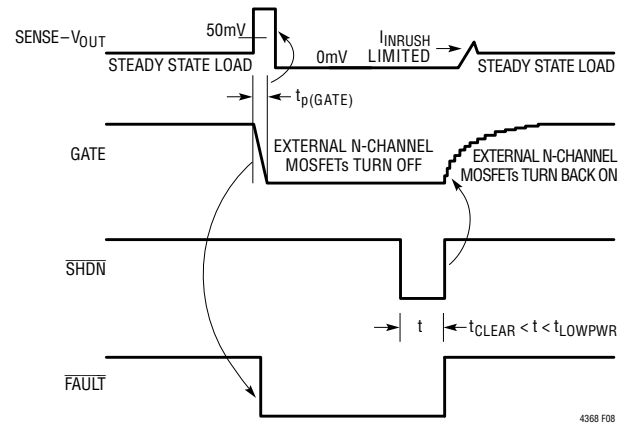 SENSE–VOUT
50mV
STEADY STATE LOAD
0mV
IINRUSH
LIMITED
STEADY STATE LOAD
tp(GATE)
GATE
EXTERNAL N-CHANNEL
MOSFETs TURN OFF
EXTERNAL N-CHANNEL
MOSFETs TURN BACK ON
SHDN
t
tCLEAR < t < tLOWPWR
FAULT
4368 F08